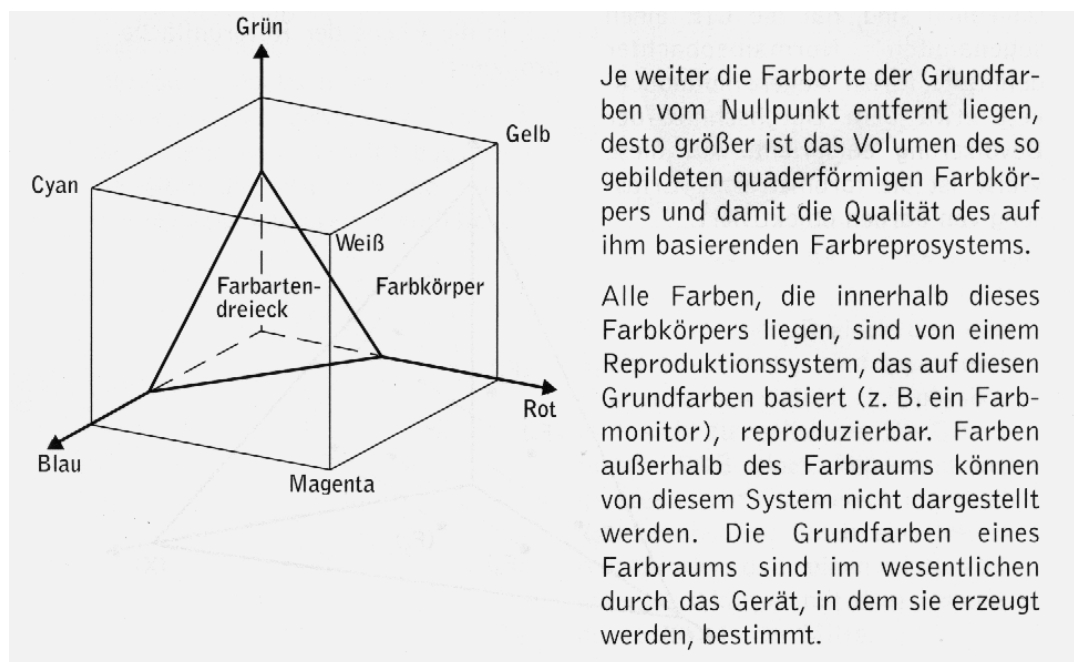 Grün
Gelb
Cyan
Weiß
Farbarten-
dreieck
Farbkörper
Rot
Blau
Magenta
Je weiter die Farborte der Grundfar-
ben vom Nullpunkt entfernt liegen,
desto größer ist das Volumen des so
gebildeten quaderförmigen Farbkör-
pers und damit die Qualität des auf
ihm basierenden Farbreprosystems.
Alle Farben, die innerhalb dieses
Farbkörpers liegen, sind von einem
Reproduktionssystem, das auf diesen
Grundfarben basiert (z. B. ein Farb-
monitor), reproduzierbar. Farben
außerhalb des Farbraums können
von diesem System nicht dargestellt
werden. Die Grundfarben eines
Farbraums sind im wesentlichen
durch das Gerät, in dem sie erzeugt
werden, bestimmt.